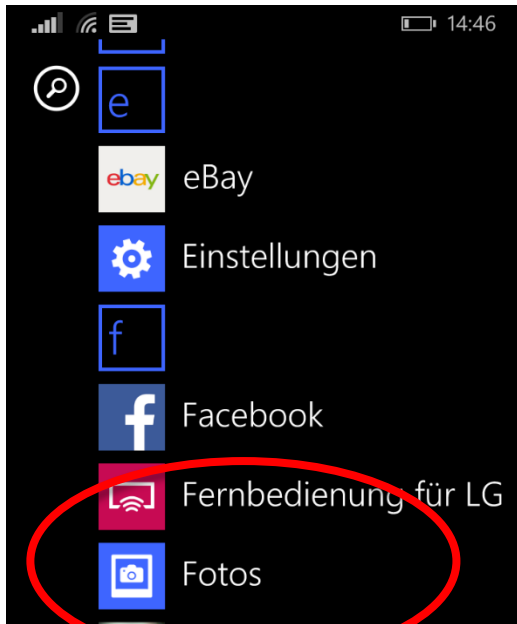 14:46
e
ebay eBay
Einstellungen
f
f Facebook
Fernbedienung für LG
Fotos